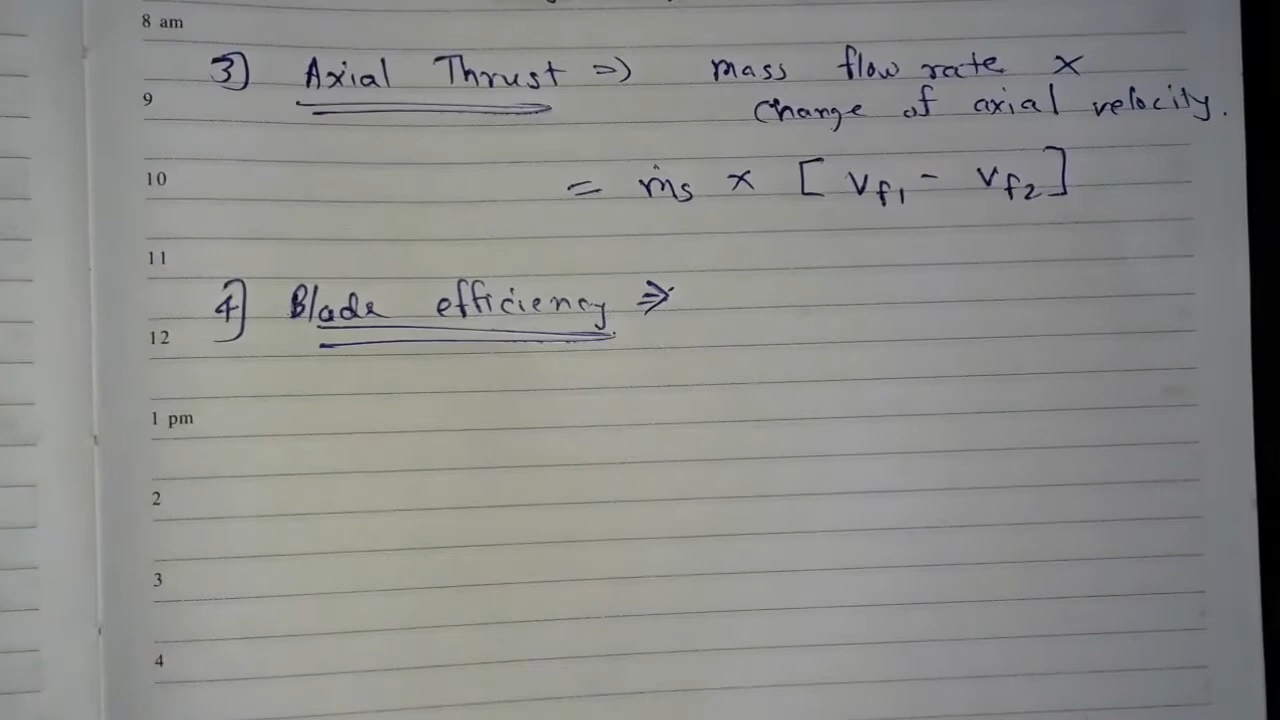 8 am
3) Axial Thrust => mass flow rate x
9
change of axial velocity.
10
= ṁs x [ Vf1 - Vf2 ]
11
4) Blade efficiency =>
12
1 pm
2
3
4